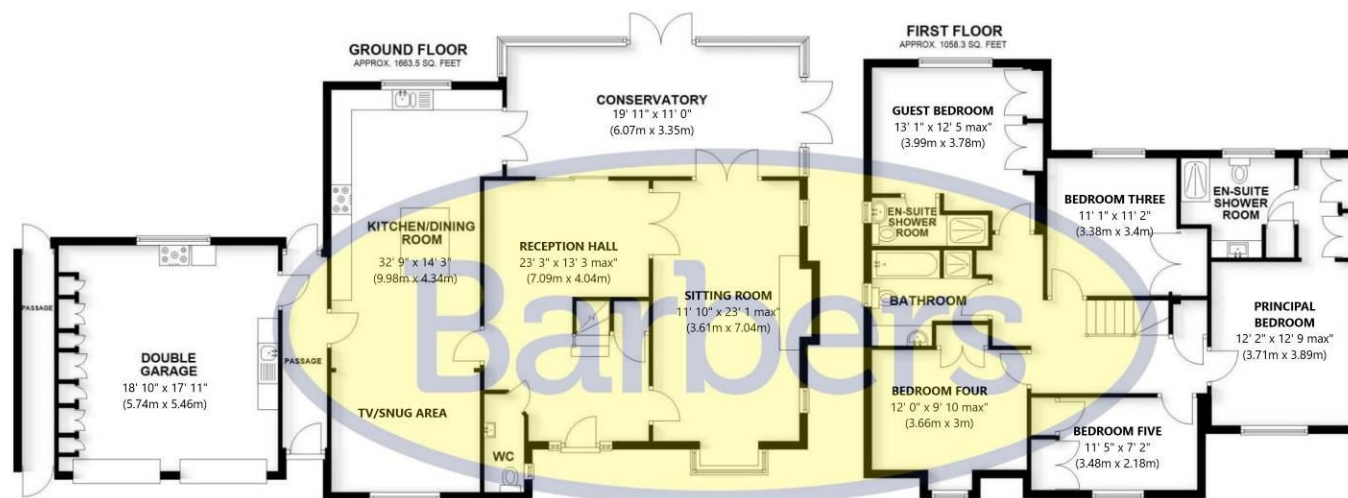 GROUND FLOOR
APPROX. 1663.5 SQ. FEET
CONSERVATORY
19' 11" x 11' 0"
(6.07m x 3.35m)
KITCHEN/DINING
ROOM
32' 9" x 14' 3"
(9.98m x 4.34m)
RECEPTION HALL
23' 3" x 13' 3 max"
(7.09m x 4.04m)
SITTING ROOM
11' 10" x 23' 1 max"
(3.61m x 7.04m)
PASSAGE
DOUBLE
GARAGE
18' 10" x 17' 11"
(5.74m x 5.46m)
PASSAGE
TV/SNUG AREA
WC
FIRST FLOOR
APPROX. 1058.3 SQ. FEET
GUEST BEDROOM
13' 1" x 12' 5 max"
(3.99m x 3.78m)
EN-SUITE
SHOWER
ROOM
BEDROOM THREE
11' 1" x 11' 2"
(3.38m x 3.4m)
EN-SUITE
SHOWER
ROOM
BATHROOM
PRINCIPAL
BEDROOM
12' 2" x 12' 9 max"
(3.71m x 3.89m)
BEDROOM FOUR
12' 0" x 9' 10 max"
(3.66m x 3m)
BEDROOM FIVE
11' 5" x 7' 2"
(3.48m x 2.18m)
Barbers